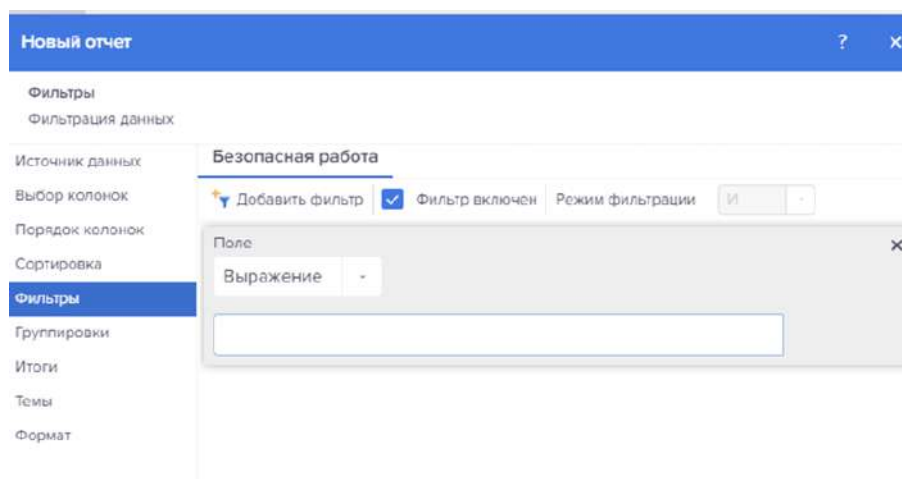 Новый отчет ? ×
Фильтры
Фильтрация данных
Источник данных
Выбор колонок
Порядок колонок
Сортировка
Фильтры
Группировки
Итоги
Темы
Формат
Безопасная работа
Добавить фильтр Фильтр включен Режим фильтрации И
Поле ×
Выражение